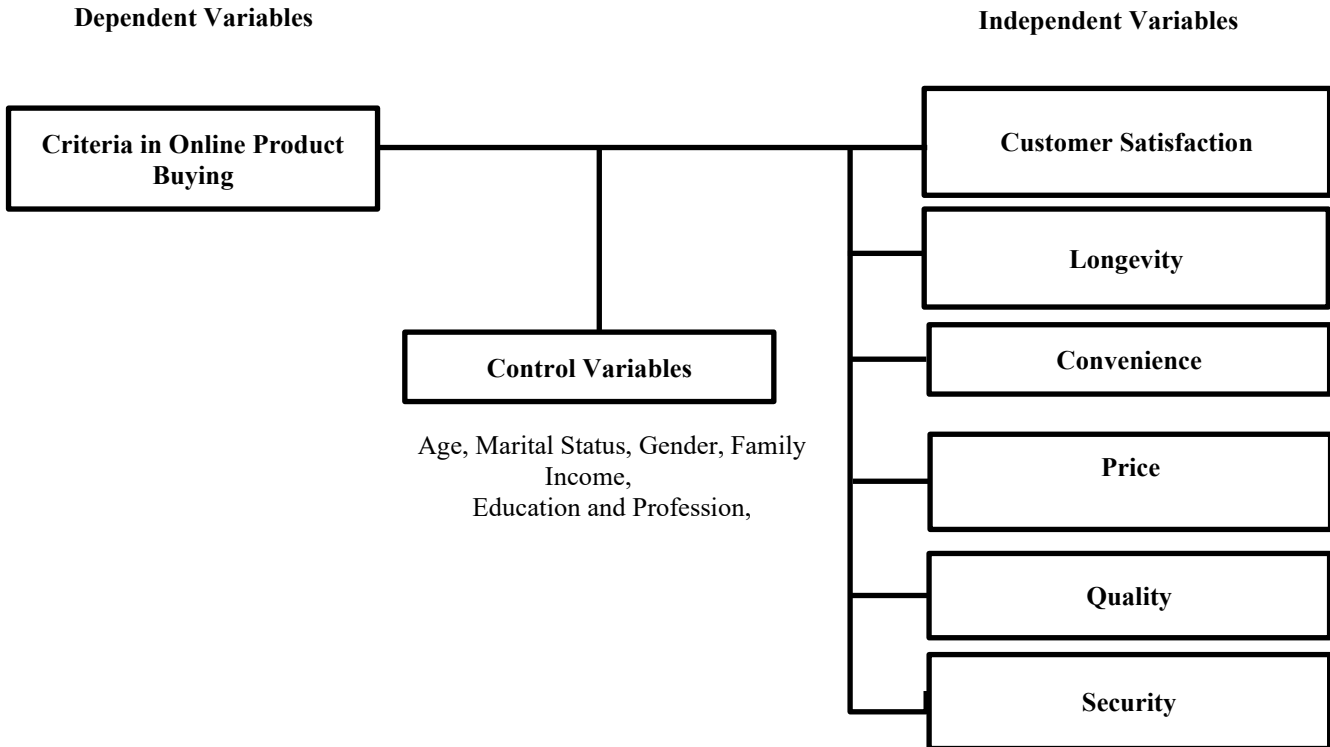 Dependent Variables
Independent Variables
Criteria in Online Product
Buying
Customer Satisfaction
Longevity
Control Variables
Convenience
Age, Marital Status, Gender, Family
Income,
Education and Profession,
Price
Quality
Security